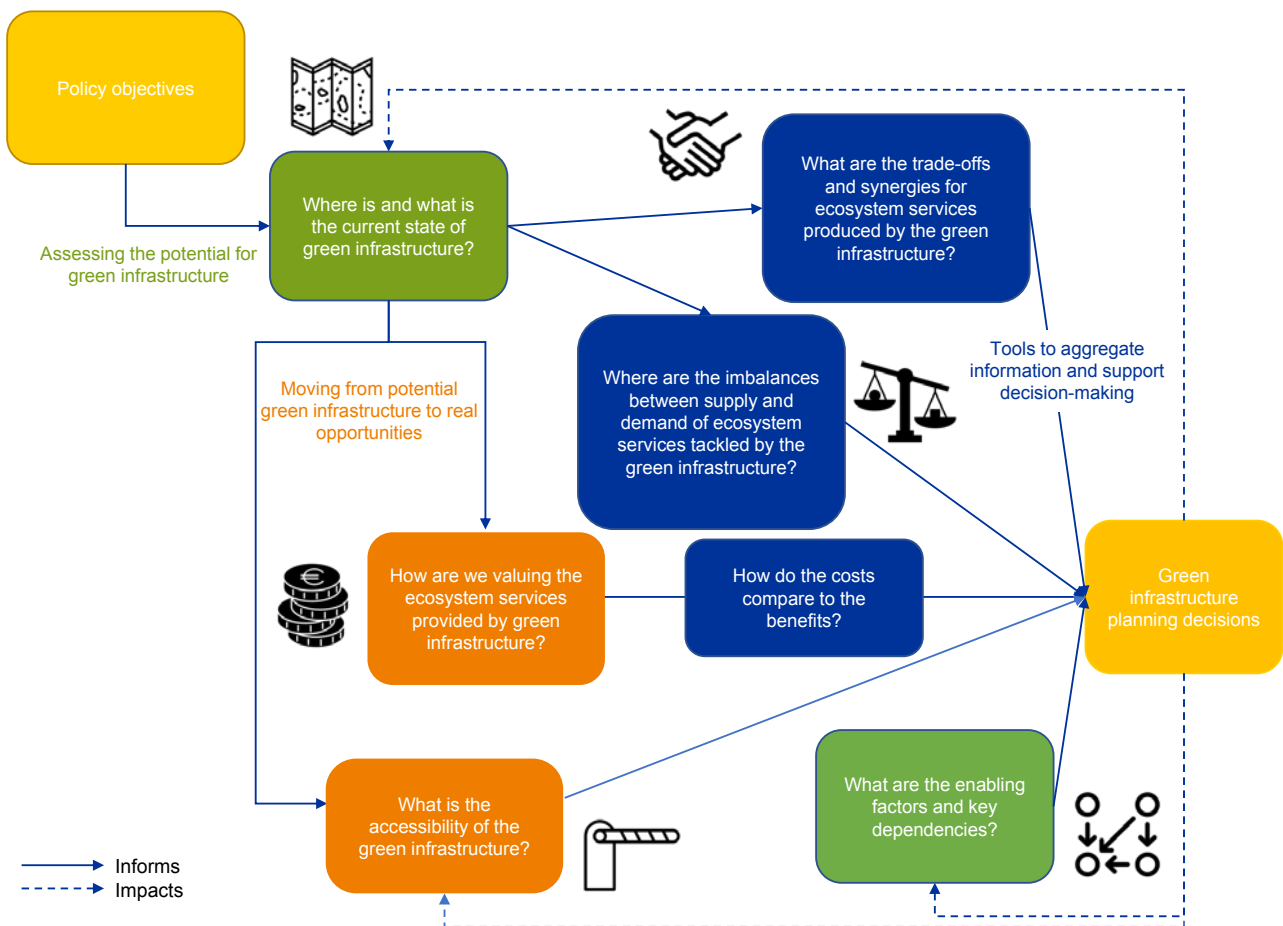 Policy objectives
Where is and what is
the current state of
green infrastructure?
What are the trade-offs
and synergies for
ecosystem services
produced by the green
infrastructure?
Assessing the potential for
green infrastructure
Tools to aggregate
information and support
decision-making
Moving from potential
green infrastructure to real
opportunities
Where are the imbalances
between supply and
demand of ecosystem
services tackled by the
green infrastructure?
€
How are we valuing the
ecosystem services
provided by green
infrastructure?
How do the costs
compare to the
benefits?
Green
infrastructure
planning decisions
What is the
accessibility of the
green infrastructure?
What are the enabling
factors and key
dependencies?
Informs
Impacts